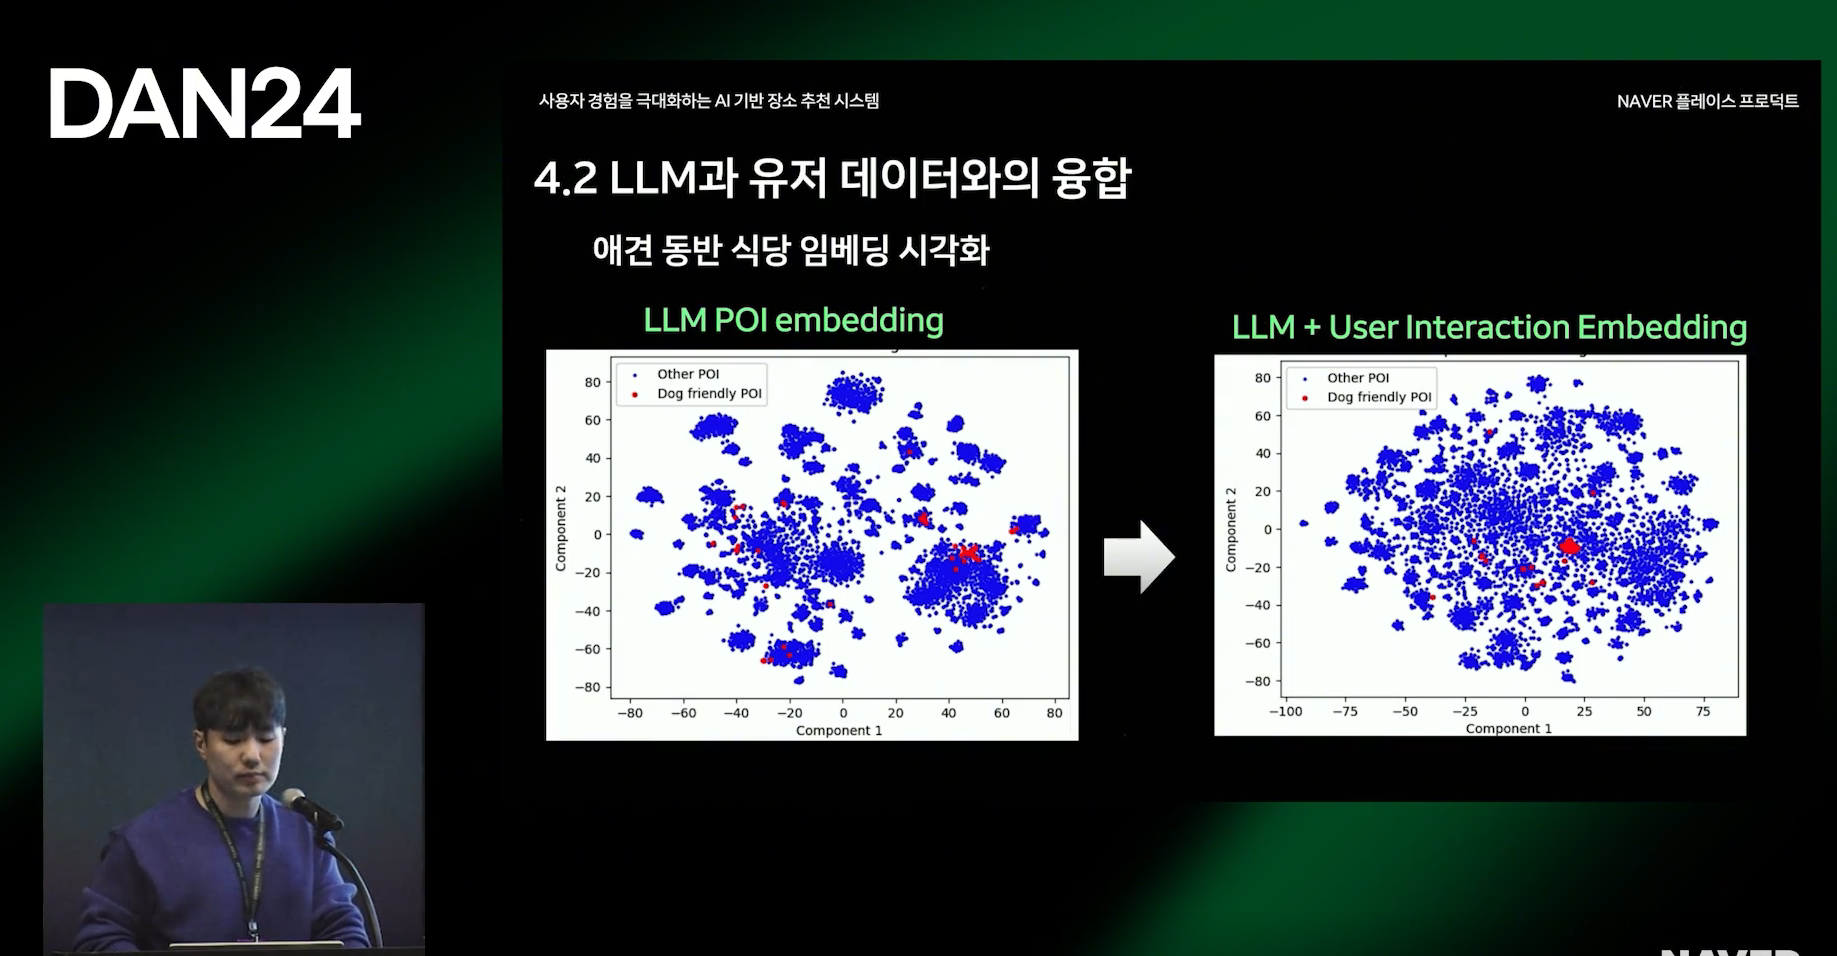 DAN24
사용자 경험을 극대화하는 AI 기반 장소 추천 시스템
NAVER 플레이스 프로덕트
4.2 LLM과 유저 데이터와의 융합
애견 동반 식당 임베딩 시각화
LLM POI embedding
Other POI
Dog friendly POI
80
60
40
20
0
−20
−40
−60
−80
Component 2
−80 −60 −40 −20 0 20 40 60 80
Component 1
LLM + User Interaction Embedding
Other POI
Dog friendly POI
80
60
40
20
0
−20
−40
−60
−80
Component 2
−100 −75 −50 −25 0 25 50 75
Component 1
NAVER